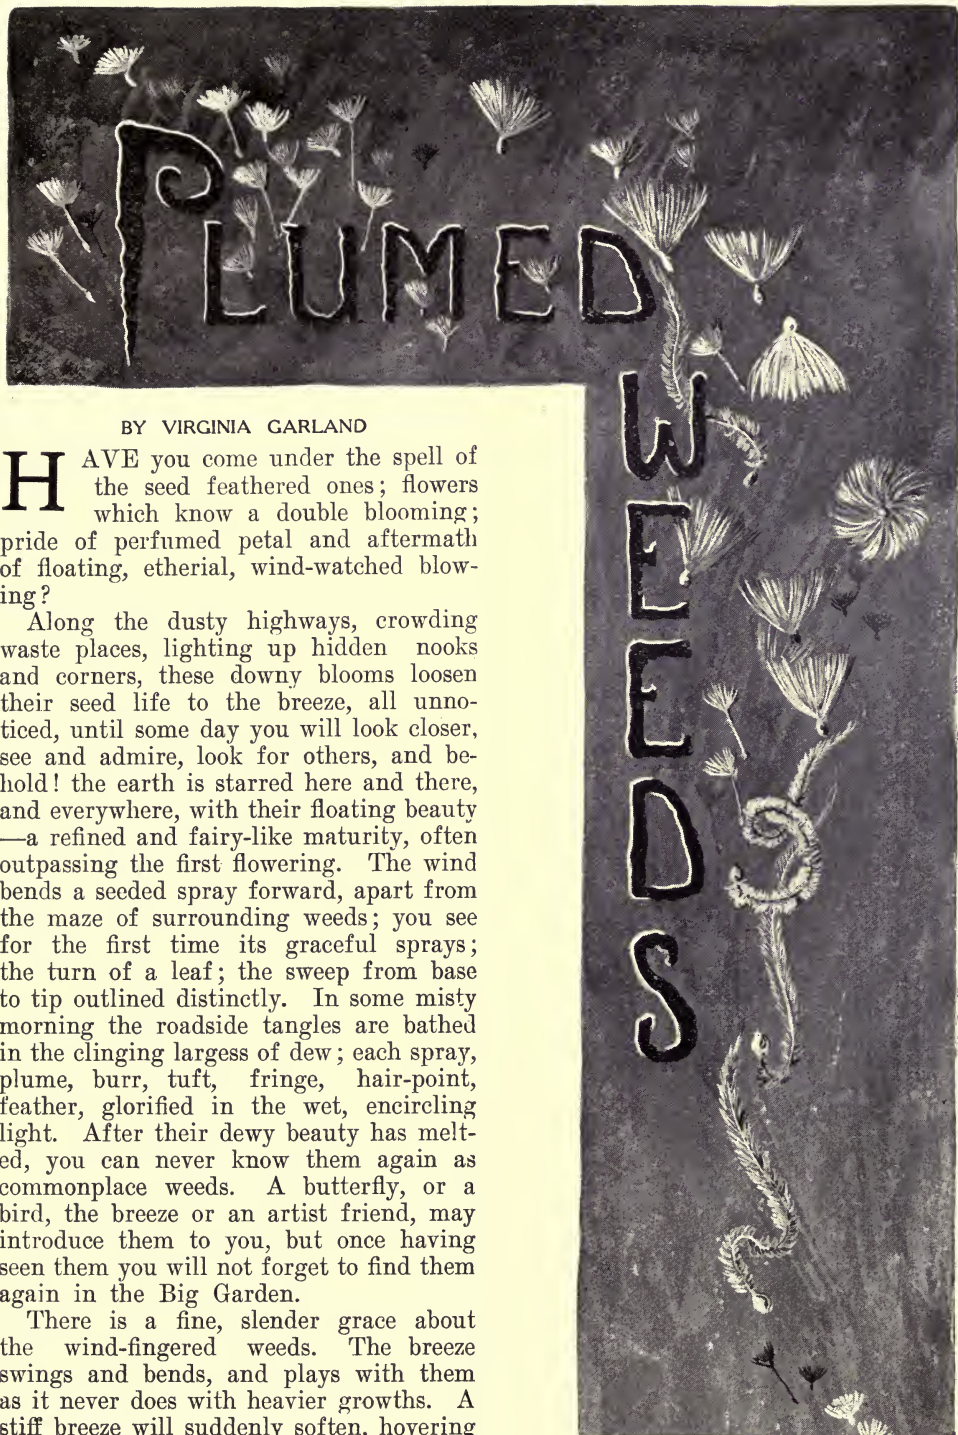 PLUMED
WEEDS
BY VIRGINIA GARLAND
HAVE you come under the spell of
the seed feathered ones; flowers
which know a double blooming;
pride of perfumed petal and aftermath
of floating, etherial, wind-watched blow-
ing?
Along the dusty highways, crowding
waste places, lighting up hidden nooks
and corners, these downy blooms loosen
their seed life to the breeze, all unno-
ticed, until some day you will look closer,
see and admire, look for others, and be-
hold! the earth is starred here and there,
and everywhere, with their floating beauty
—a refined and fairy-like maturity, often
outpassing the first flowering. The wind
bends a seeded spray forward, apart from
the maze of surrounding weeds; you see
for the first time its graceful sprays;
the turn of a leaf; the sweep from base
to tip outlined distinctly. In some misty
morning the roadside tangles are bathed
in the clinging largess of dew; each spray,
plume, burr, tuft, fringe, hair-point,
feather, glorified in the wet, encircling
light. After their dewy beauty has melt-
ed, you can never know them again as
commonplace weeds. A butterfly, or a
bird, the breeze or an artist friend, may
introduce them to you, but once having
seen them you will not forget to find them
again in the Big Garden.
There is a fine, slender grace about
the wind-fingered weeds. The breeze
swings and bends, and plays with them
as it never does with heavier growths. A
stiff breeze will suddenly soften, hovering